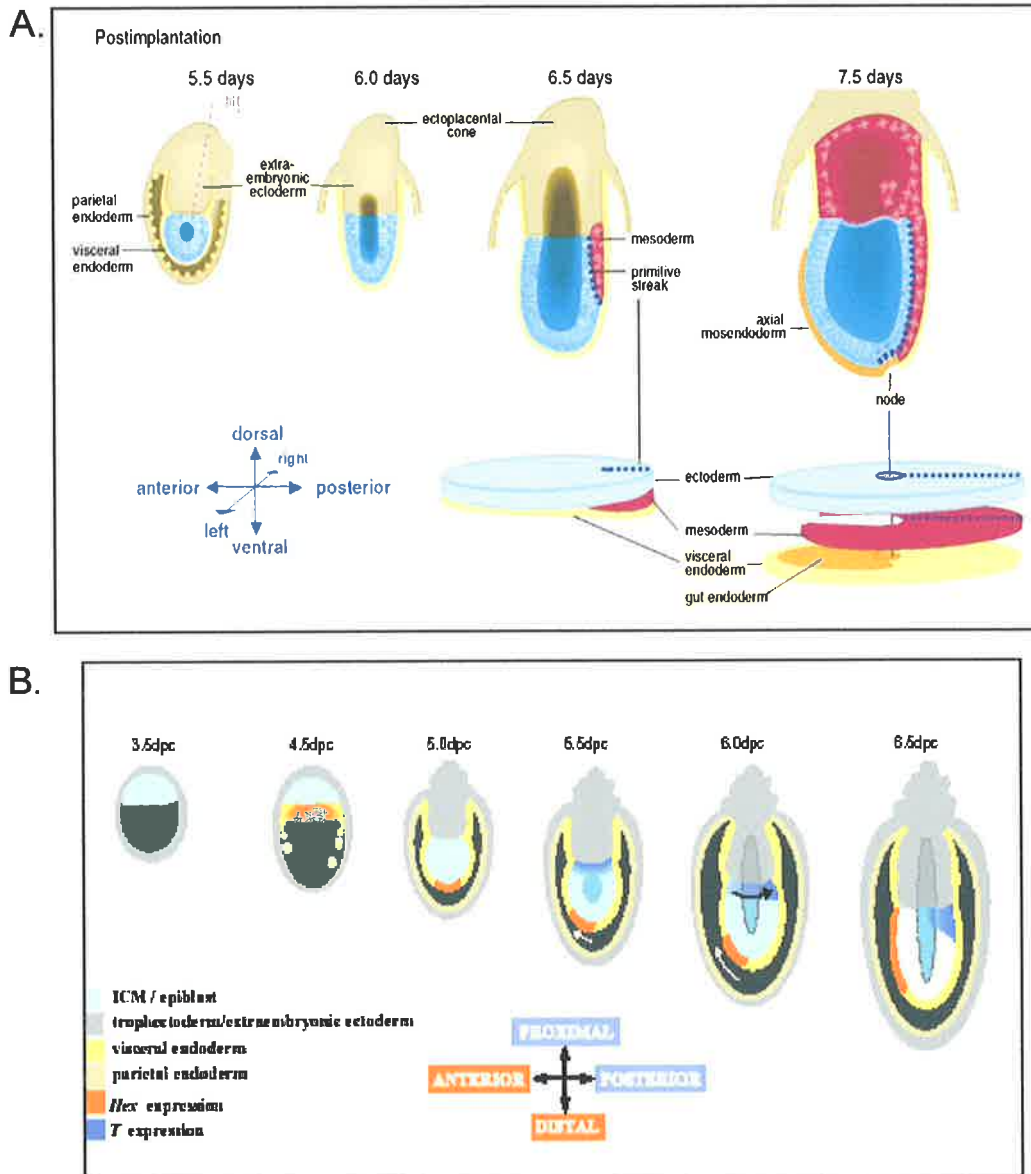 A.
Postimplantation
5.5 days
6.0 days
6.5 days
7.5 days
ectoplacental
cone
extra-
embryonic
ectoderm
parietal
endoderm
visceral
endoderm
mesoderm
primilive
streak
axial
mosendoderm
node
dorsal
right
anterior
posterior
left
ventral
ectoderm
mesoderm
visceral
endoderm
gut endoderm
B.
3.5dpc
4.5dpc
5.0dpc
5.5dpc
6.0dpc
6.5dpc
ICM / epiblast
trophectoderm/extraembryonic ectoderm
visceral endoderm
parietal endoderm
Hex expression
T expression
PROXIMAL
ANTERIOR
POSTERIOR
DISTAL